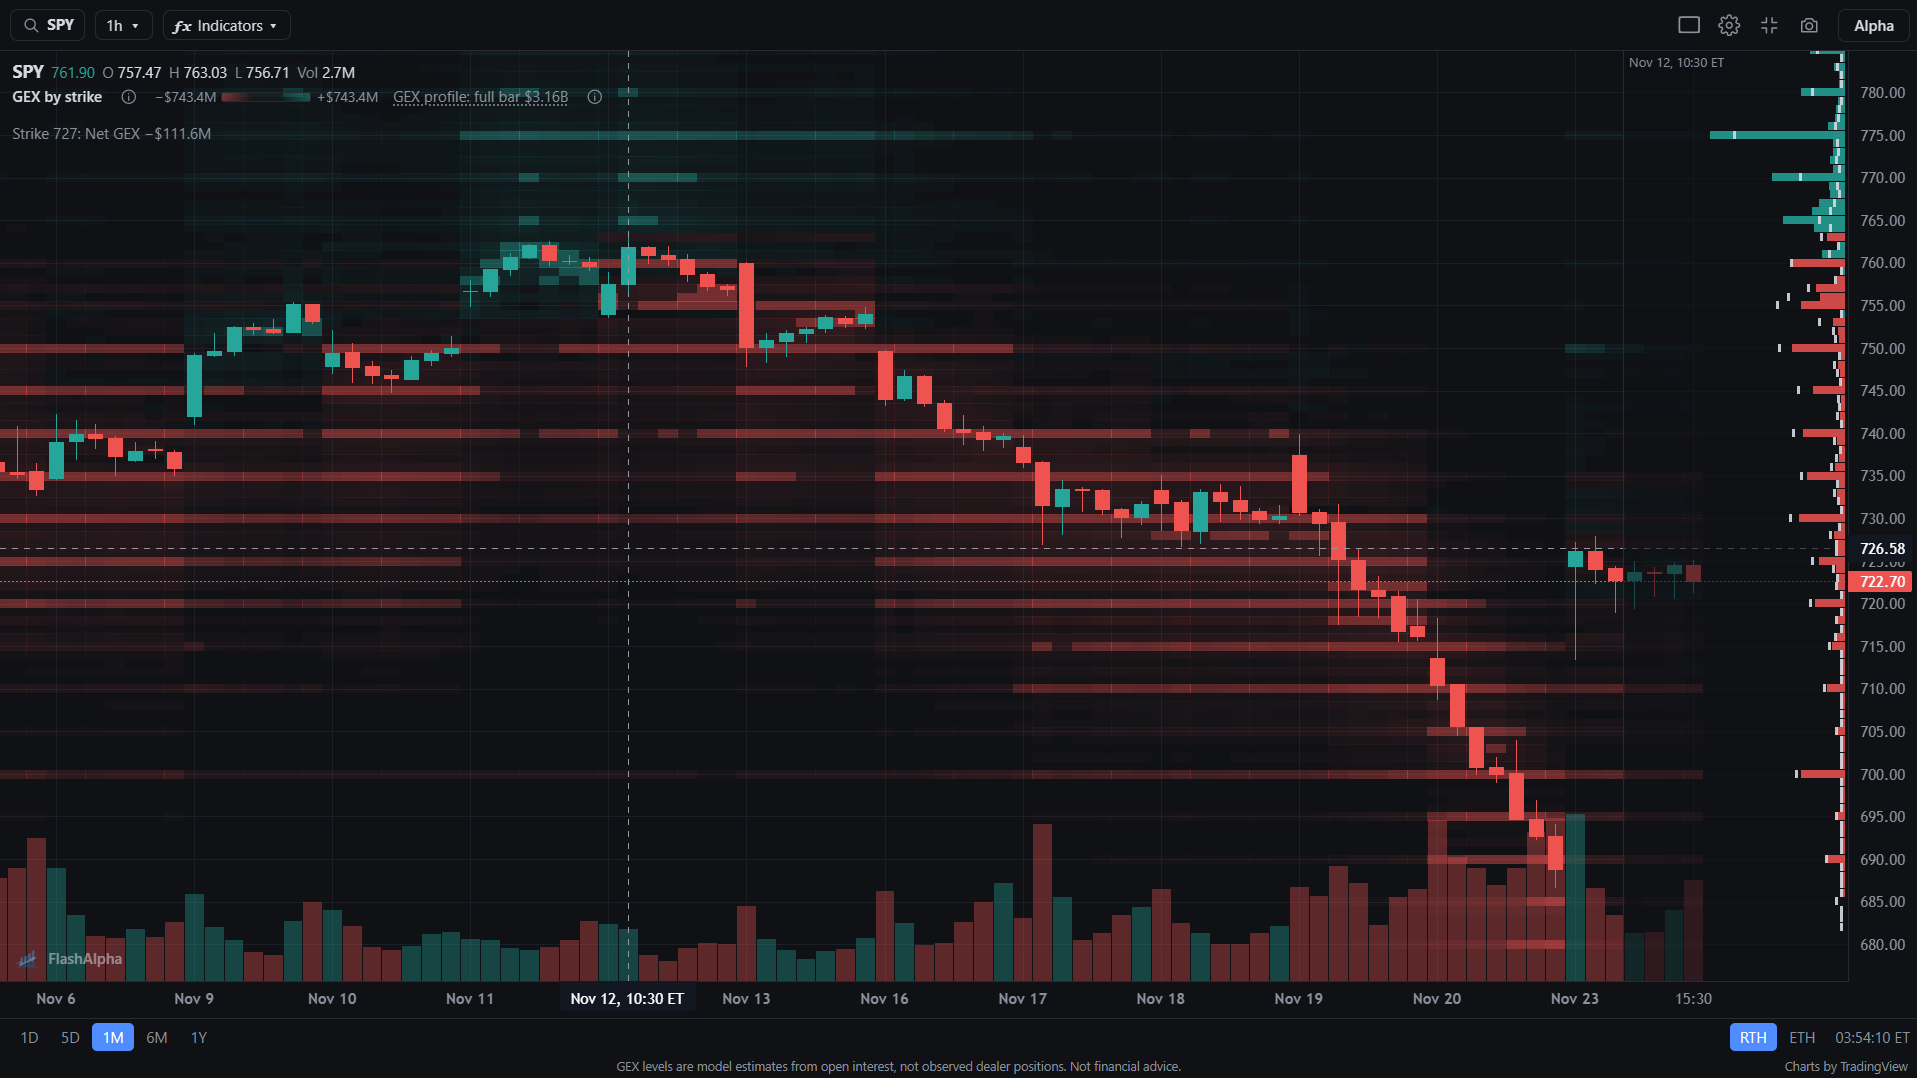 SPY 1h fx Indicators Alpha
SPY 761.90 O 757.47 H 763.03 L 756.71 Vol 2.7M
GEX by strike −$743.4M +$743.4M GEX profile: full bar $3.16B
Strike 727: Net GEX −$111.6M
Nov 12, 10:30 ET
780.00
775.00
770.00
765.00
760.00
755.00
750.00
745.00
740.00
735.00
730.00
726.58
725.00
722.70
720.00
715.00
710.00
705.00
700.00
695.00
690.00
685.00
680.00
FlashAlpha
Nov 6 Nov 9 Nov 10 Nov 11 Nov 12, 10:30 ET Nov 13 Nov 16 Nov 17 Nov 18 Nov 19 Nov 20 Nov 23 15:30
1D 5D 1M 6M 1Y RTH ETH 03:54:10 ET
GEX levels are model estimates from open interest, not observed dealer positions. Not financial advice.
Charts by TradingView